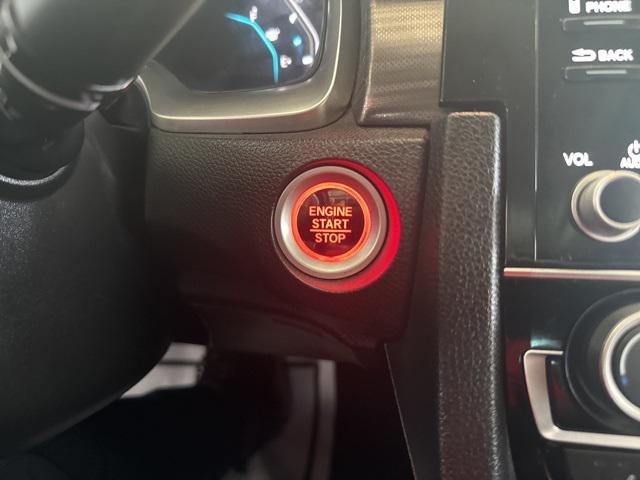 PHONE
BACK
VOL
ENGINE
START
STOP